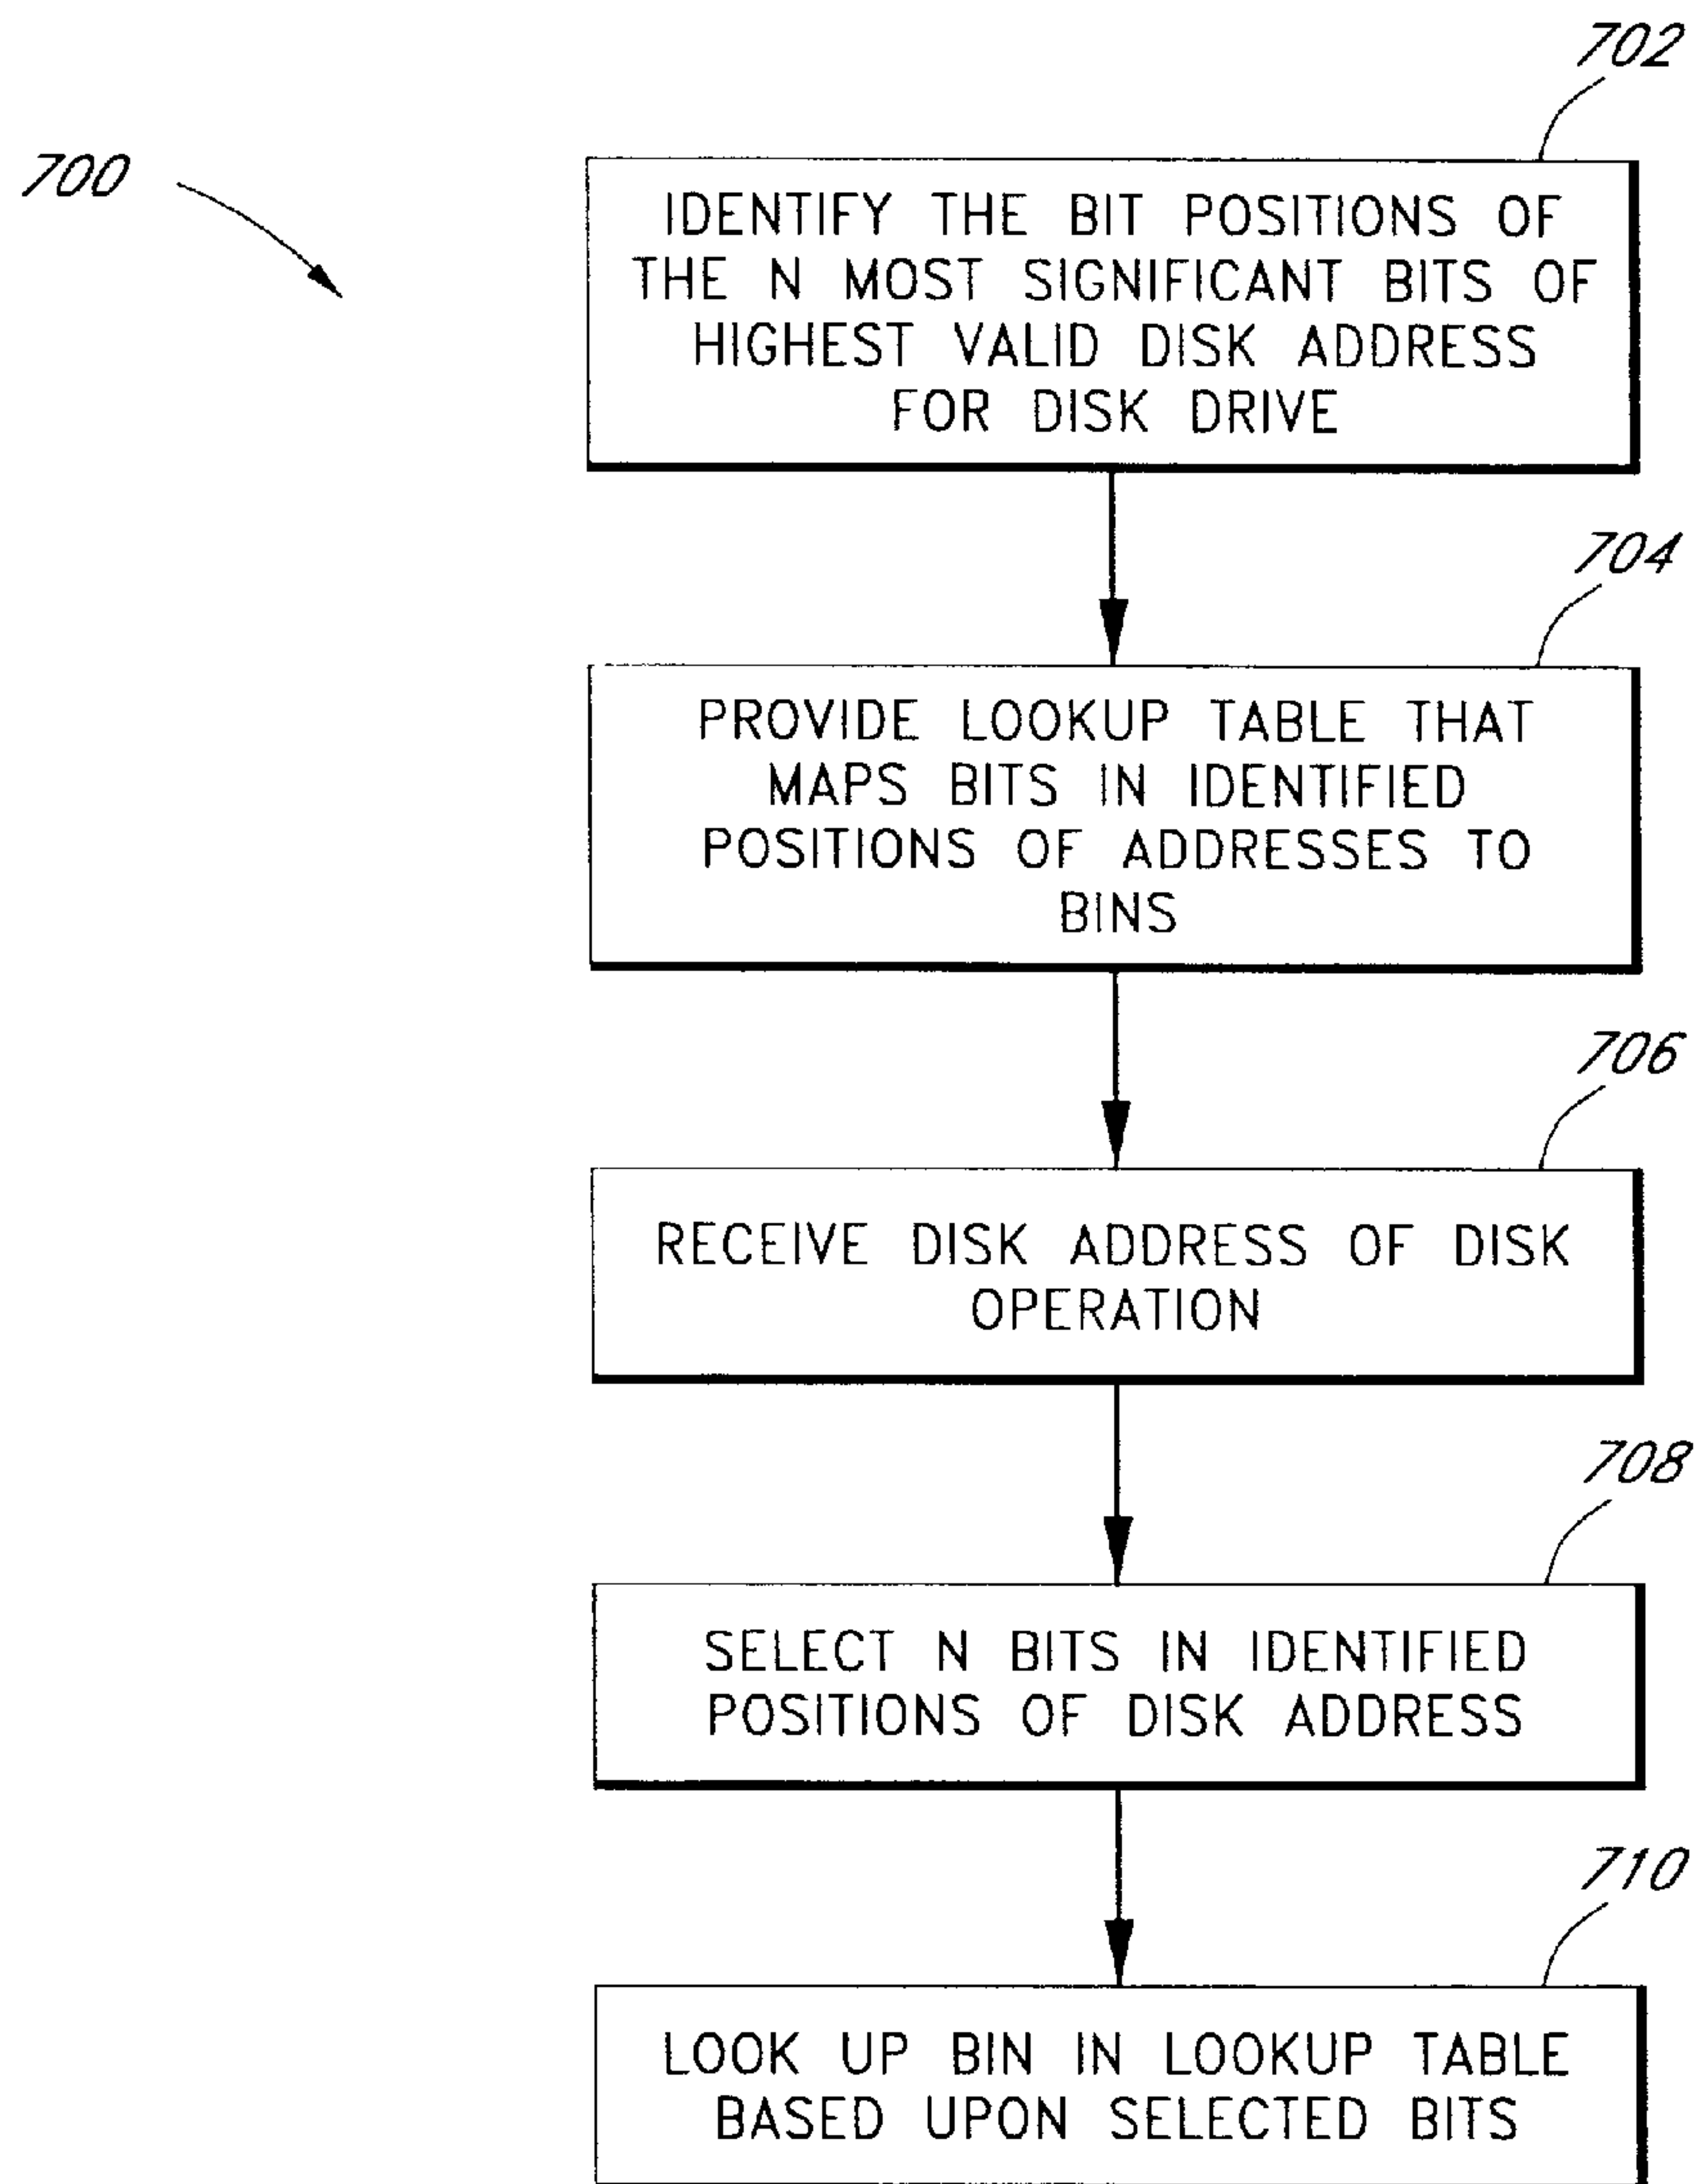 702
700
IDENTIFY THE BIT POSITIONS OF
THE N MOST SIGNIFICANT BITS OF
HIGHEST VALID DISK ADDRESS
FOR DISK DRIVE
704
PROVIDE LOOKUP TABLE THAT
MAPS BITS IN IDENTIFIED
POSITIONS OF ADDRESSES TO
BINS
706
RECEIVE DISK ADDRESS OF DISK
OPERATION
708
SELECT N BITS IN IDENTIFIED
POSITIONS OF DISK ADDRESS
710
LOOK UP BIN IN LOOKUP TABLE
BASED UPON SELECTED BITS